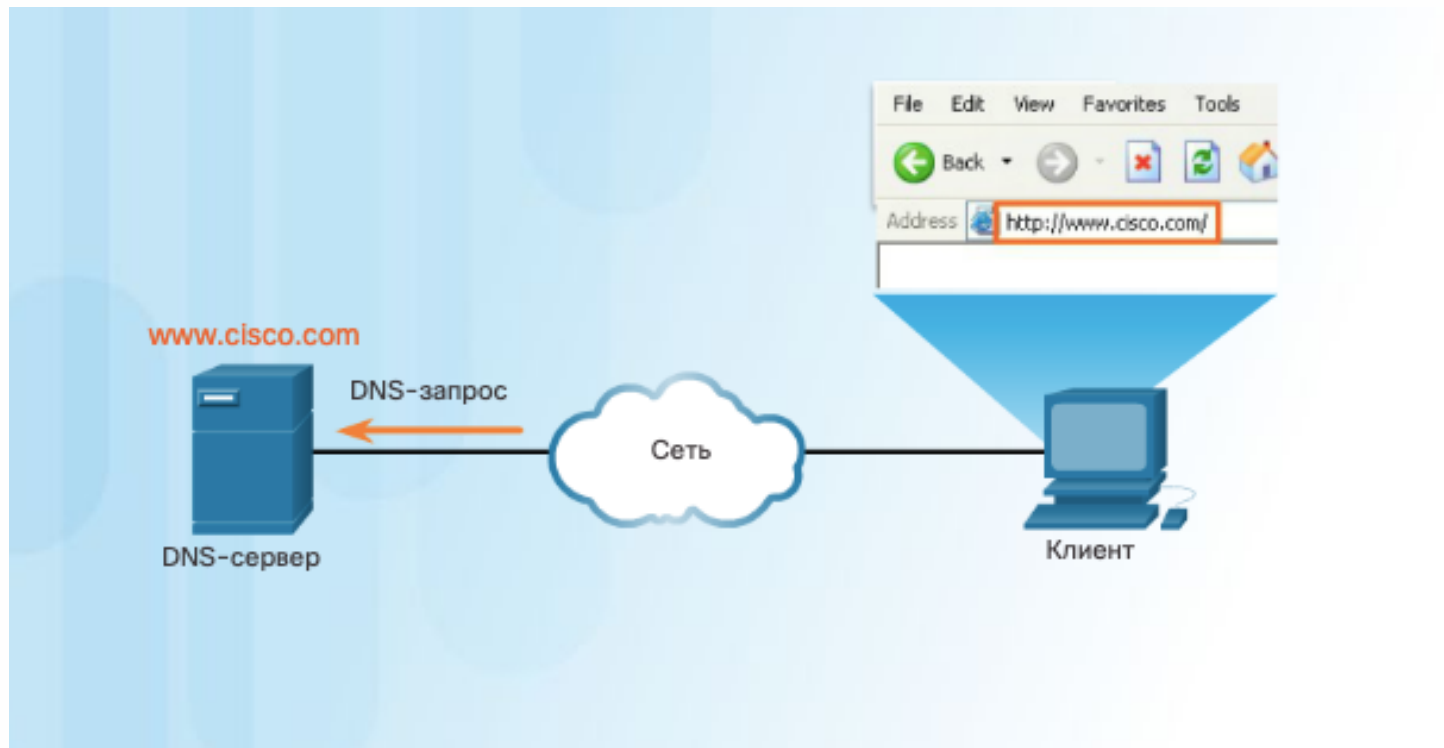 File Edit View Favorites Tools
Back
Address http://www.cisco.com/
www.cisco.com
DNS-запрос
Сеть
DNS-сервер
Клиент